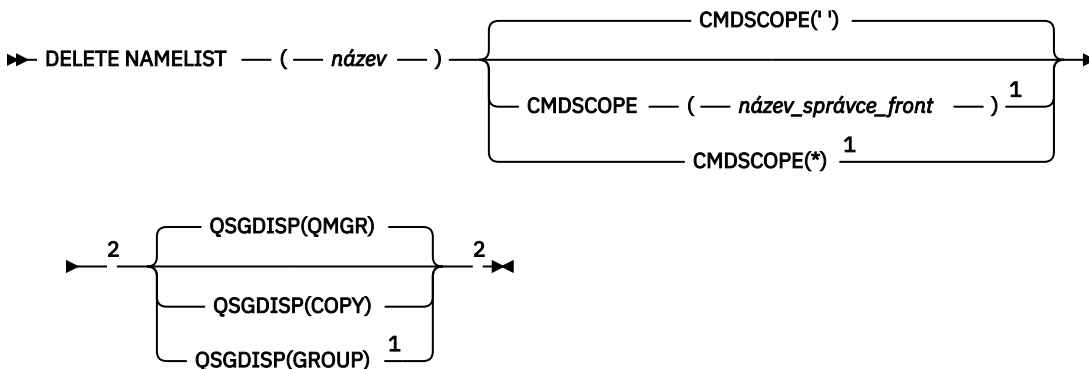 CMDSCOPE(' ')
DELETE NAMELIST ( název )
CMDSCOPE ( název_správce_front ) 1
CMDSCOPE(*) 1
QSGDISP(QMGR)
2 2
QSGDISP(COPY)
QSGDISP(GROUP) 1